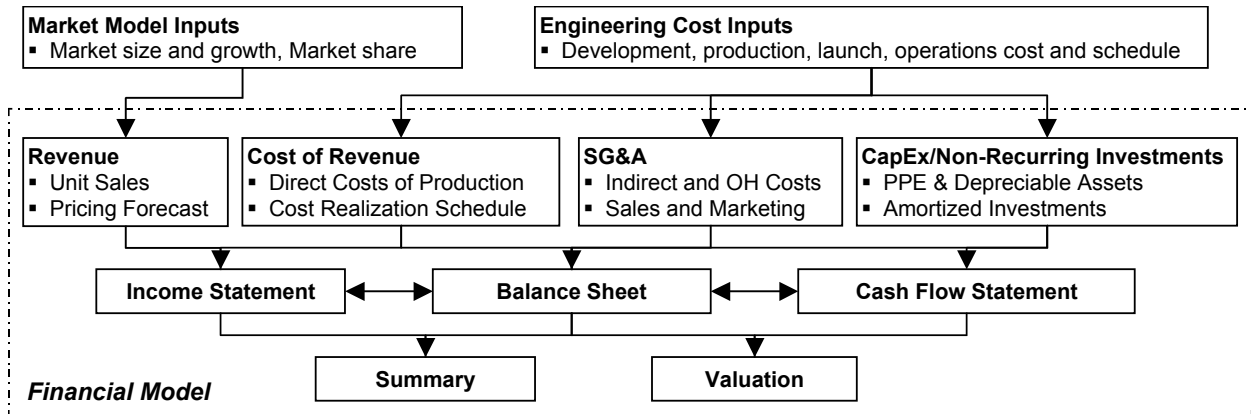 Market Model Inputs
▪ Market size and growth, Market share
Engineering Cost Inputs
▪ Development, production, launch, operations cost and schedule
Revenue
▪ Unit Sales
▪ Pricing Forecast
Cost of Revenue
▪ Direct Costs of Production
▪ Cost Realization Schedule
SG&A
▪ Indirect and OH Costs
▪ Sales and Marketing
CapEx/Non-Recurring Investments
▪ PPE & Depreciable Assets
▪ Amortized Investments
Income Statement
Balance Sheet
Cash Flow Statement
Summary
Valuation
Financial Model